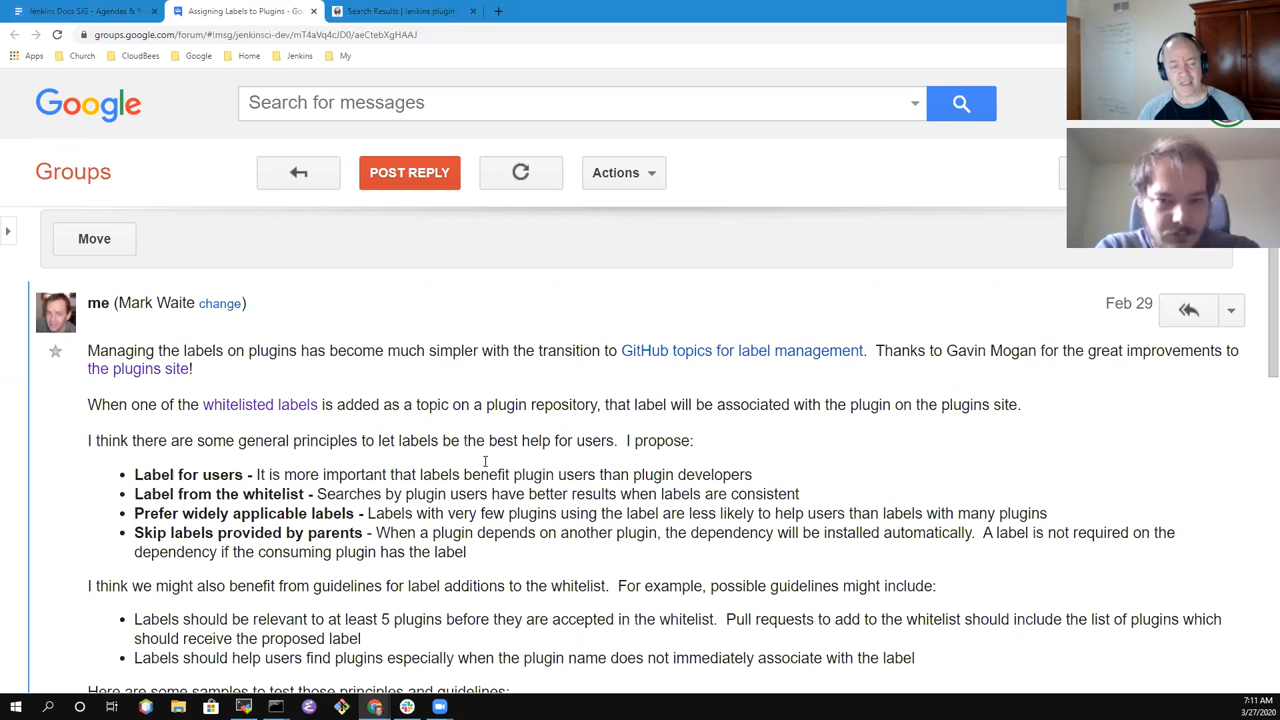 Jenkins Docs SIG - Agendas &
Assigning Labels to Plugins - Go
Search Results | Jenkins plugin
groups.google.com/forum/#!msg/jenkinsci-dev/mT4aVq4cJD0/aeCtebXgHAAJ
Apps Church CloudBees Google Home Jenkins My
Google
Search for messages
Groups
POST REPLY
Actions
Move
me (Mark Waite change)
Feb 29
Managing the labels on plugins has become much simpler with the transition to GitHub topics for label management. Thanks to Gavin Mogan for the great improvements to
the plugins site!
When one of the whitelisted labels is added as a topic on a plugin repository, that label will be associated with the plugin on the plugins site.
I think there are some general principles to let labels be the best help for users. I propose:
• Label for users - It is more important that labels benefit plugin users than plugin developers
• Label from the whitelist - Searches by plugin users have better results when labels are consistent
• Prefer widely applicable labels - Labels with very few plugins using the label are less likely to help users than labels with many plugins
• Skip labels provided by parents - When a plugin depends on another plugin, the dependency will be installed automatically. A label is not required on the
dependency if the consuming plugin has the label
I think we might also benefit from guidelines for label additions to the whitelist. For example, possible guidelines might include:
• Labels should be relevant to at least 5 plugins before they are accepted in the whitelist. Pull requests to add to the whitelist should include the list of plugins which
should receive the proposed label
• Labels should help users find plugins especially when the plugin name does not immediately associate with the label
Here are some samples to test those principles and guidelines:
7:11 AM
3/27/2020